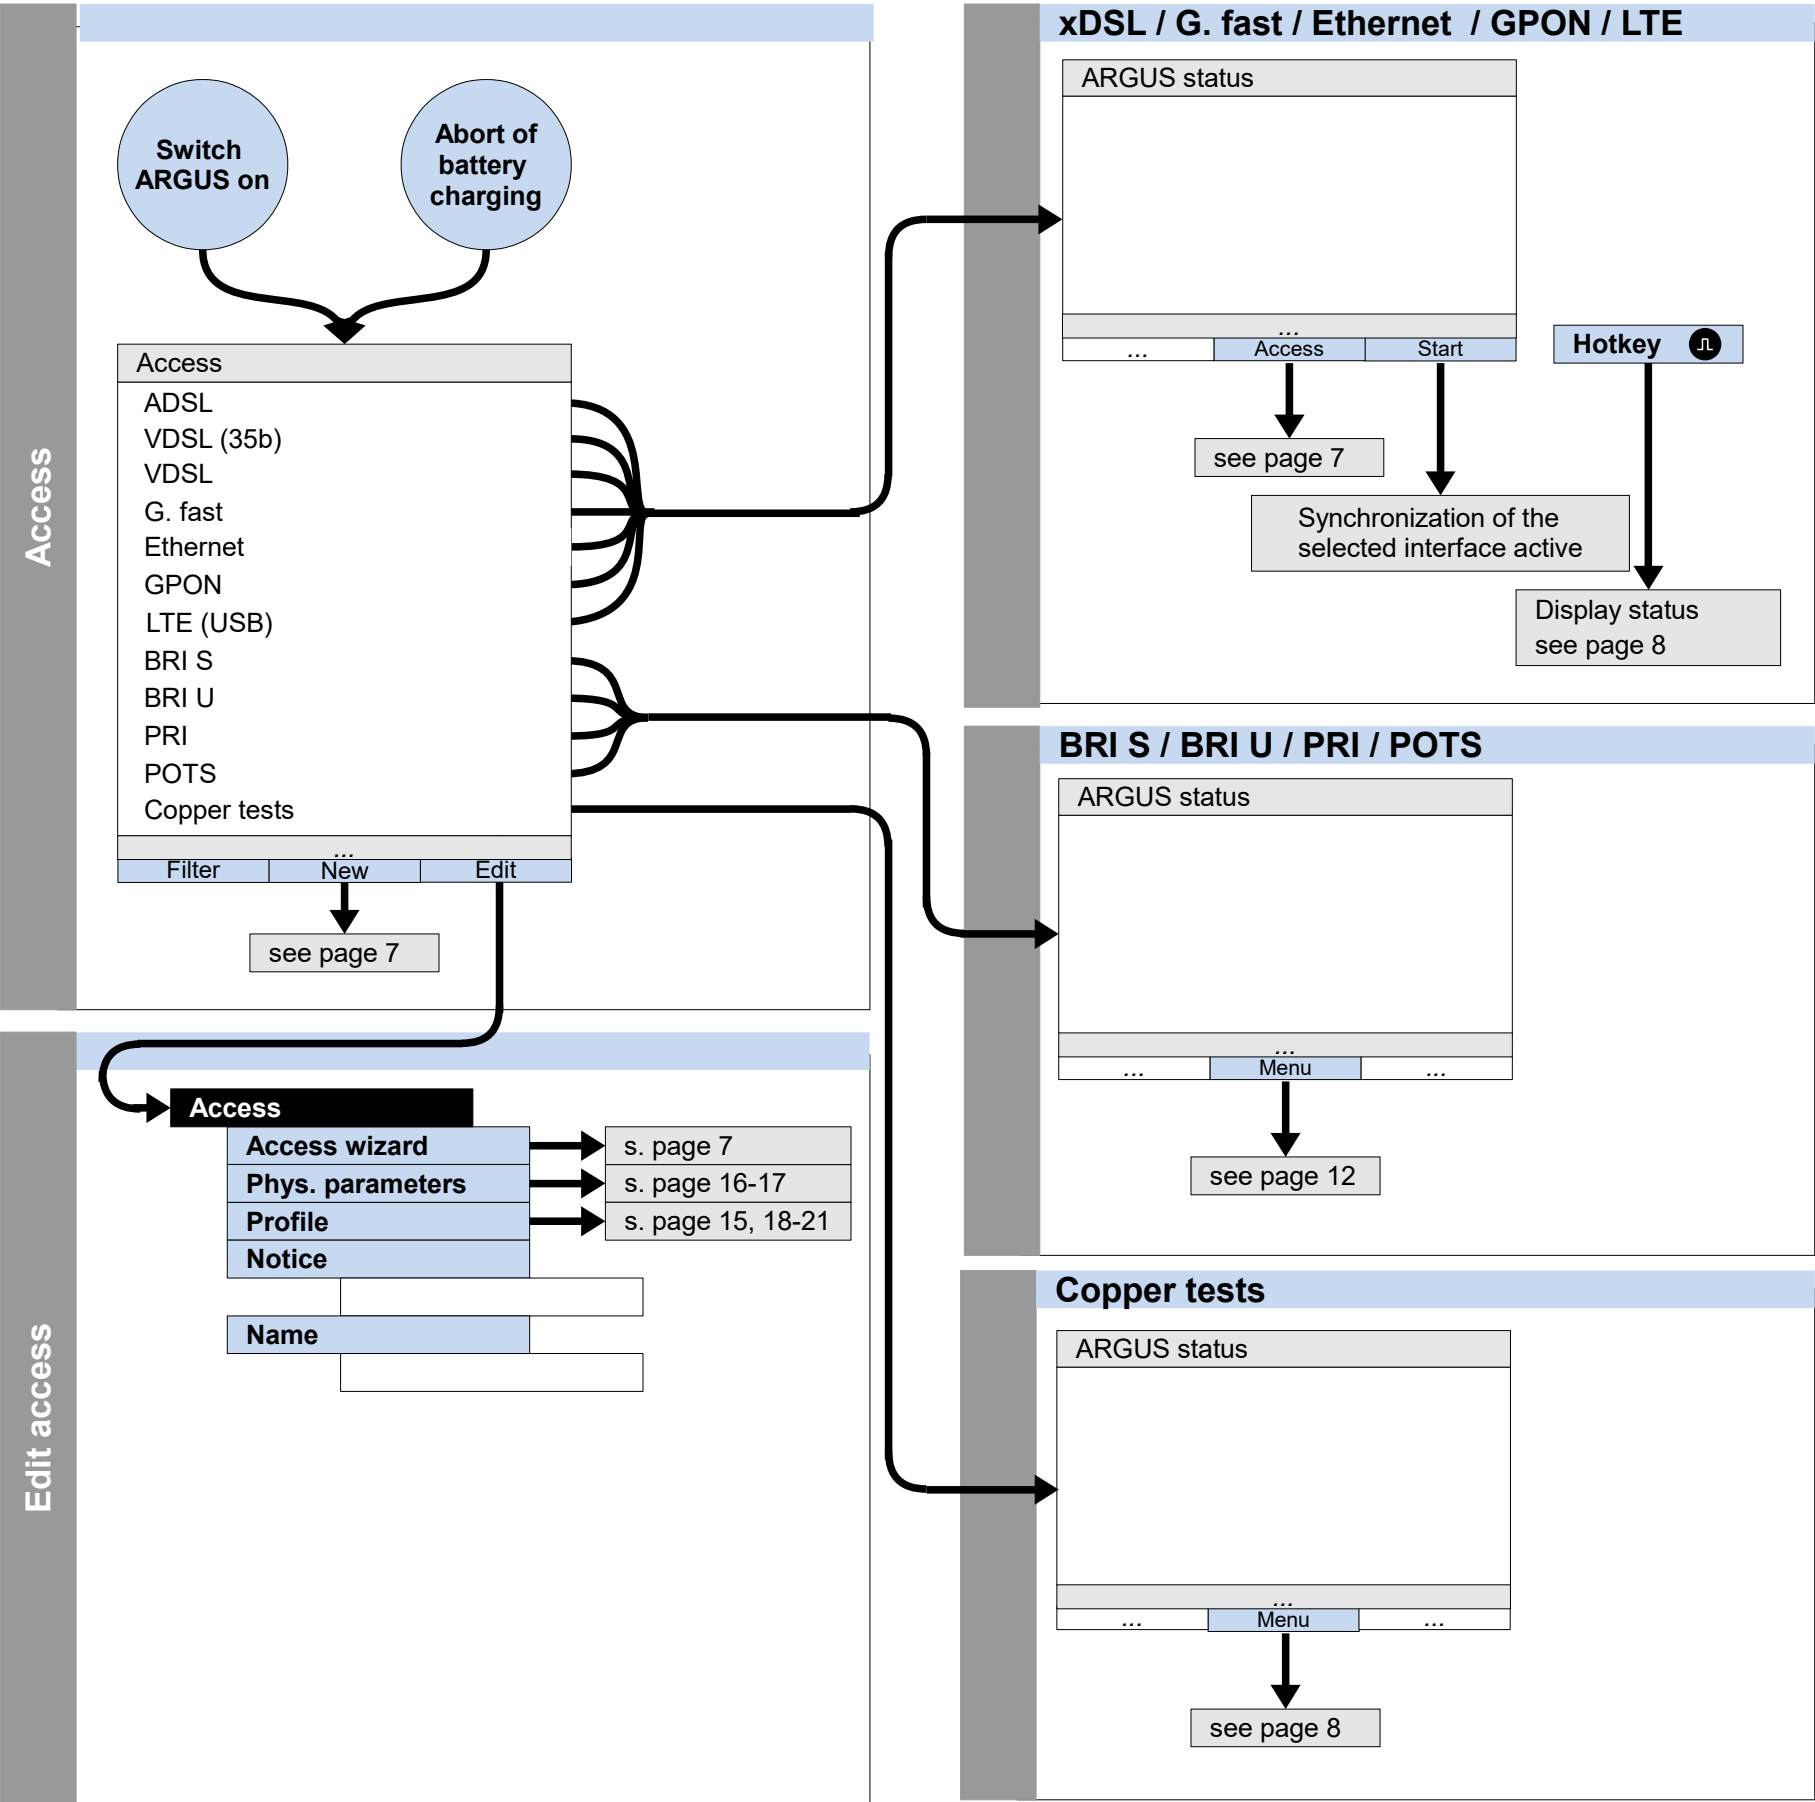 Access
Switch
ARGUS on
Abort of
battery
charging
Access
ADSL
VDSL (35b)
VDSL
G. fast
Ethernet
GPON
LTE (USB)
BRI S
BRI U
PRI
POTS
Copper tests
...
Filter New Edit
see page 7
Edit access
Access
Access wizard s. page 7
Phys. parameters s. page 16-17
Profile s. page 15, 18-21
Notice
Name
xDSL / G. fast / Ethernet / GPON / LTE
ARGUS status
...
... Access Start
Hotkey
see page 7
Synchronization of the
selected interface active
Display status
see page 8
BRI S / BRI U / PRI / POTS
ARGUS status
...
... Menu ...
see page 12
Copper tests
ARGUS status
...
... Menu ...
see page 8